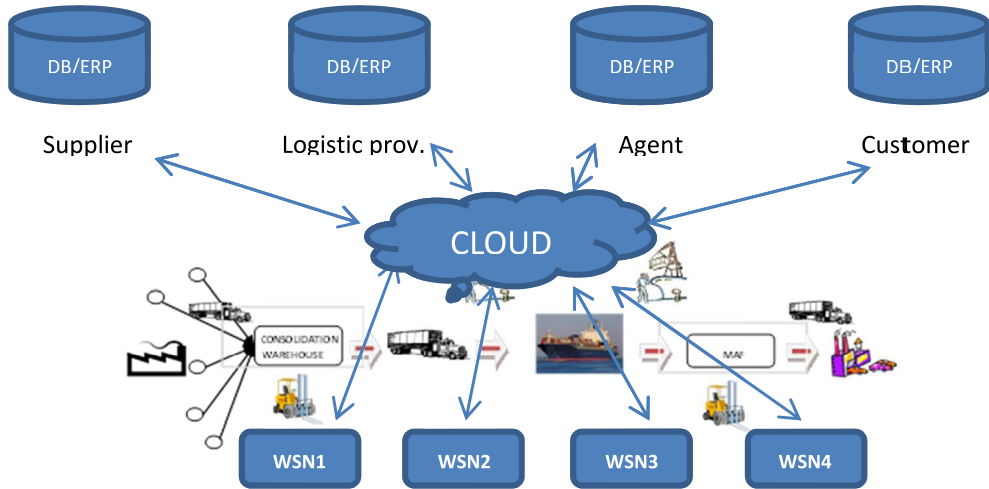 DB/ERP
DB/ERP
DB/ERP
DB/ERP
Supplier
Logistic prov.
Agent
Customer
CLOUD
CONSOLIDATION
WAREHOUSE
MAF
WSN1
WSN2
WSN3
WSN4